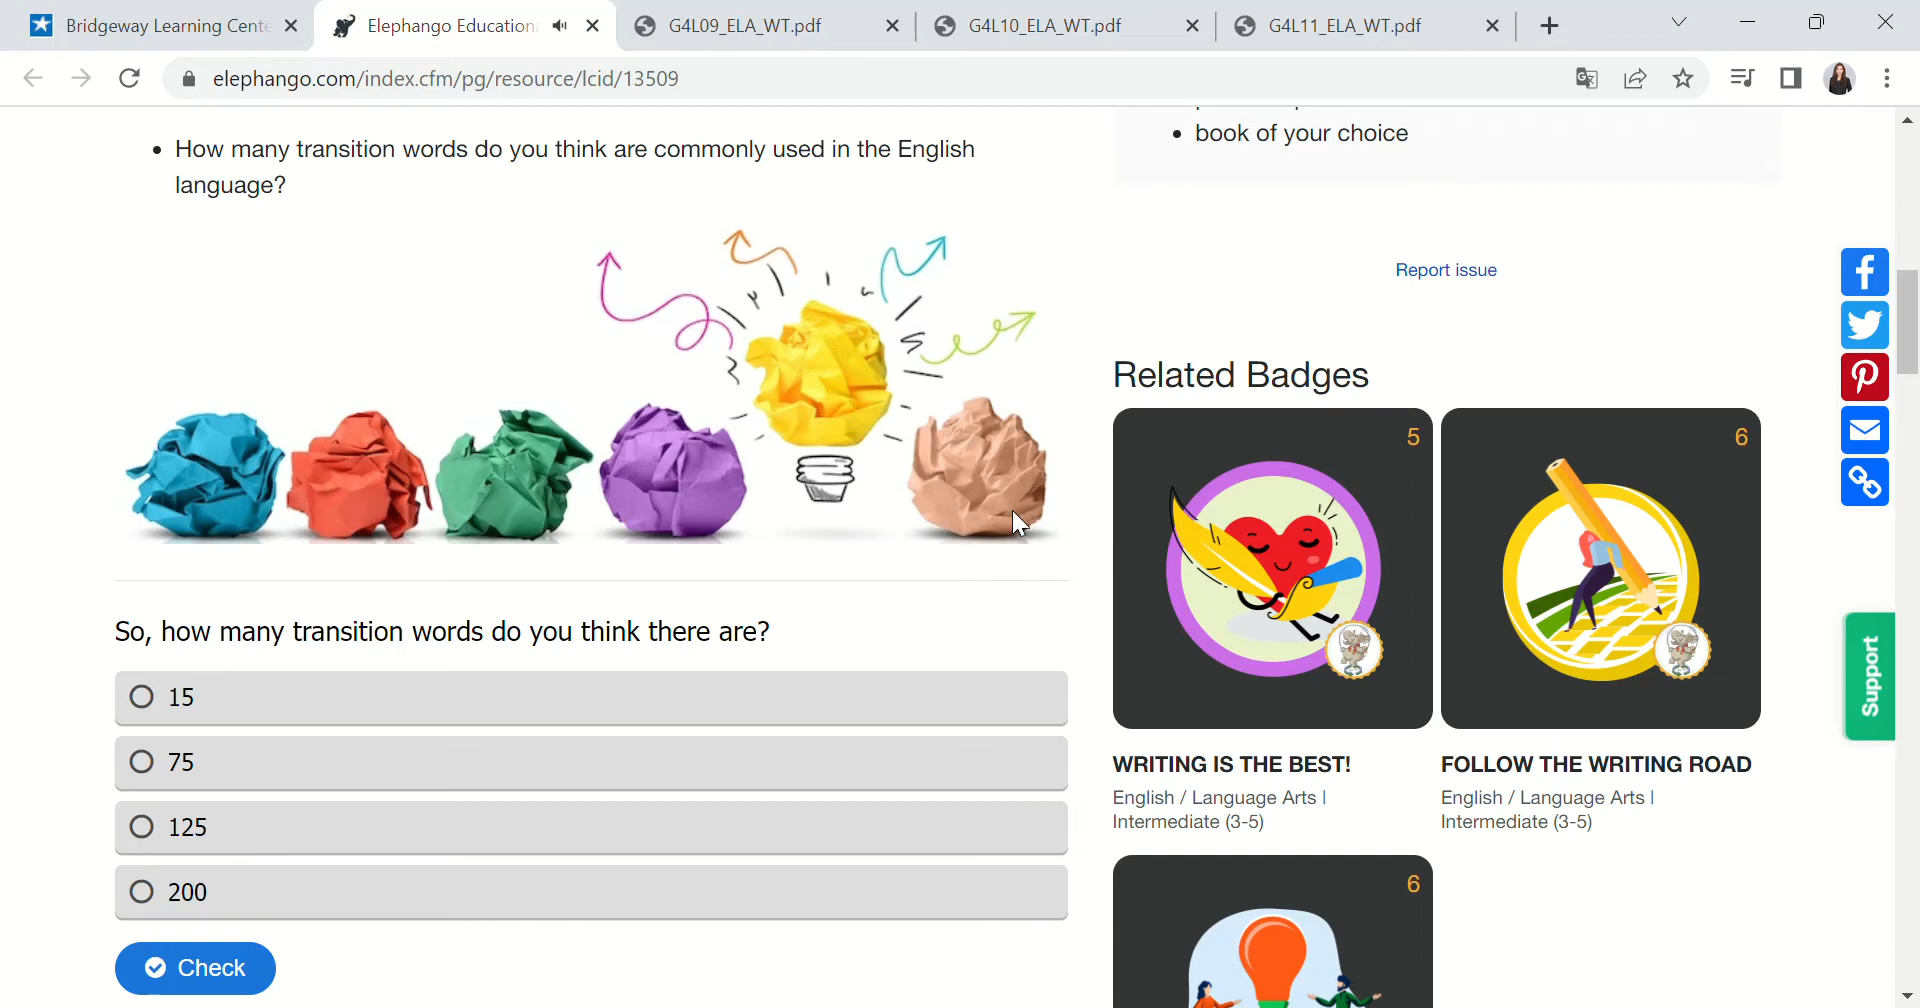 Bridgeway Learning Cente
Elephango Education
G4L09_ELA_WT.pdf
G4L10_ELA_WT.pdf
G4L11_ELA_WT.pdf
elephango.com/index.cfm/pg/resource/lcid/13509
• How many transition words do you think are commonly used in the English
language?
• book of your choice
Report issue
Related Badges
5
6
So, how many transition words do you think there are?
15
75
125
200
Check
WRITING IS THE BEST!
English / Language Arts |
Intermediate (3-5)
FOLLOW THE WRITING ROAD
English / Language Arts |
Intermediate (3-5)
6
Support